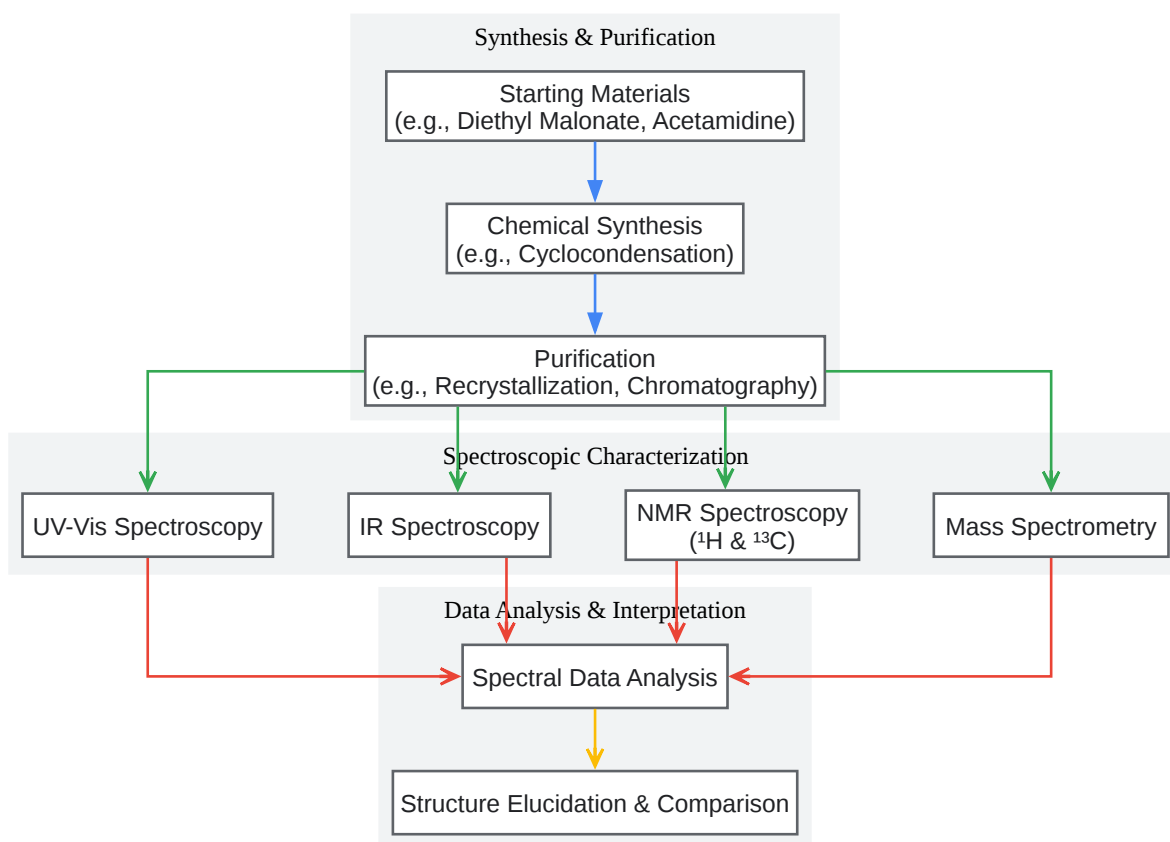 Synthesis & Purification
Starting Materials
(e.g., Diethyl Malonate, Acetamidine)
Chemical Synthesis
(e.g., Cyclocondensation)
Purification
(e.g., Recrystallization, Chromatography)
Spectroscopic Characterization
UV-Vis Spectroscopy
IR Spectroscopy
NMR Spectroscopy
(¹H & ¹³C)
Mass Spectrometry
Data Analysis & Interpretation
Spectral Data Analysis
Structure Elucidation & Comparison